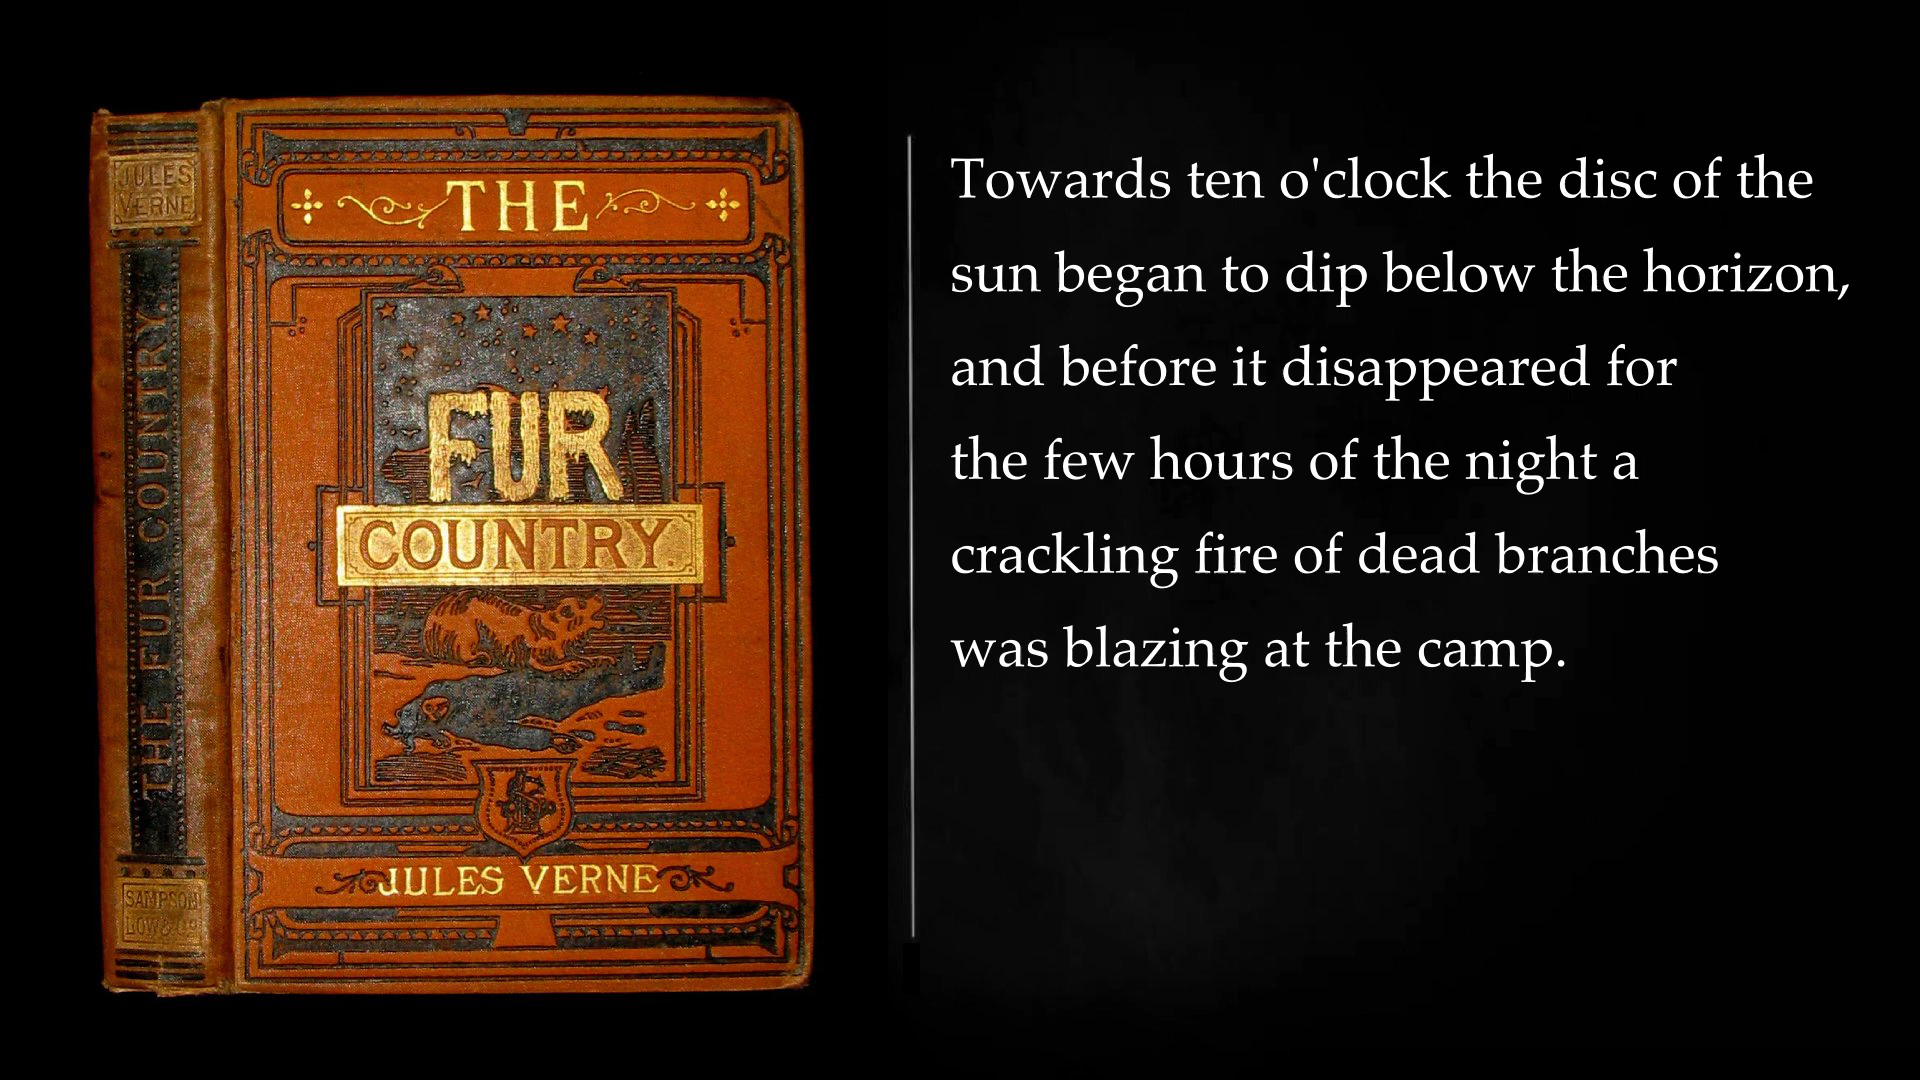 JULES
VERNE
THE FUR COUNTRY.
SAMPSON
LOW & Co
THE
FUR
COUNTRY.
JULES VERNE
Towards ten o'clock the disc of the
sun began to dip below the horizon,
and before it disappeared for
the few hours of the night a
crackling fire of dead branches
was blazing at the camp.